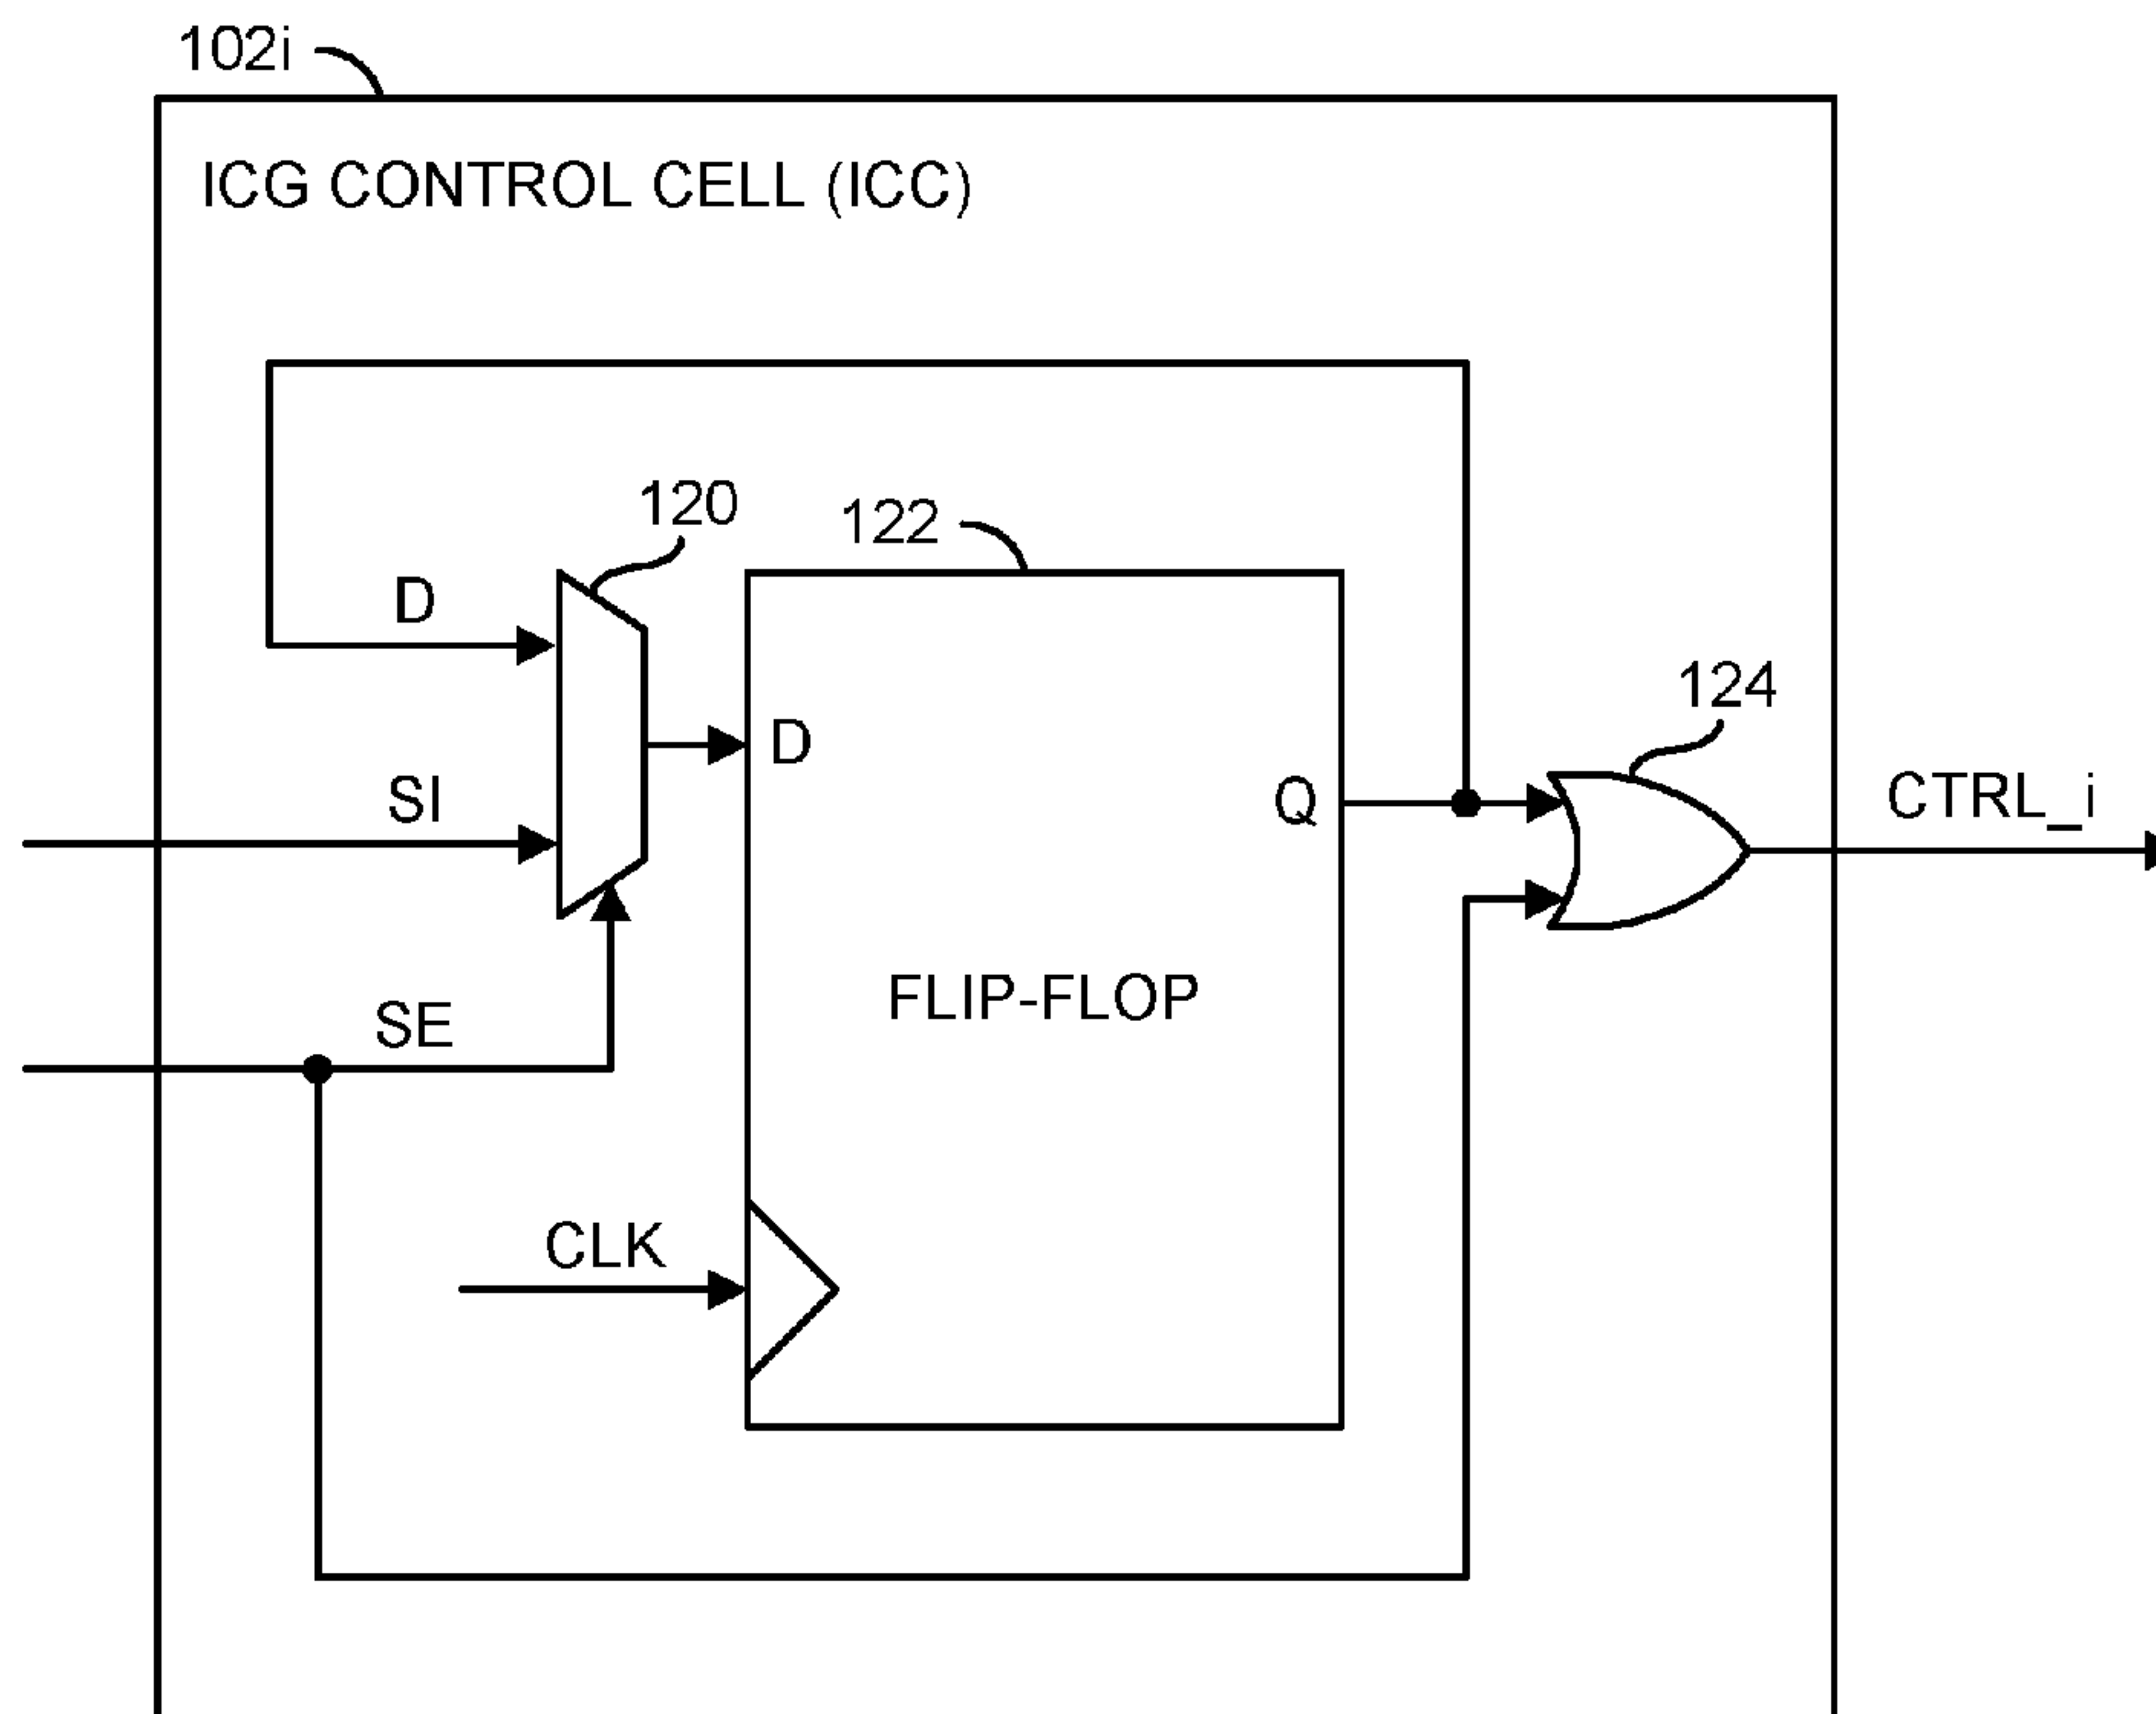 102i
ICG CONTROL CELL (ICC)
120
122
D
124
D
SI
Q
CTRL_i
SE
FLIP-FLOP
CLK